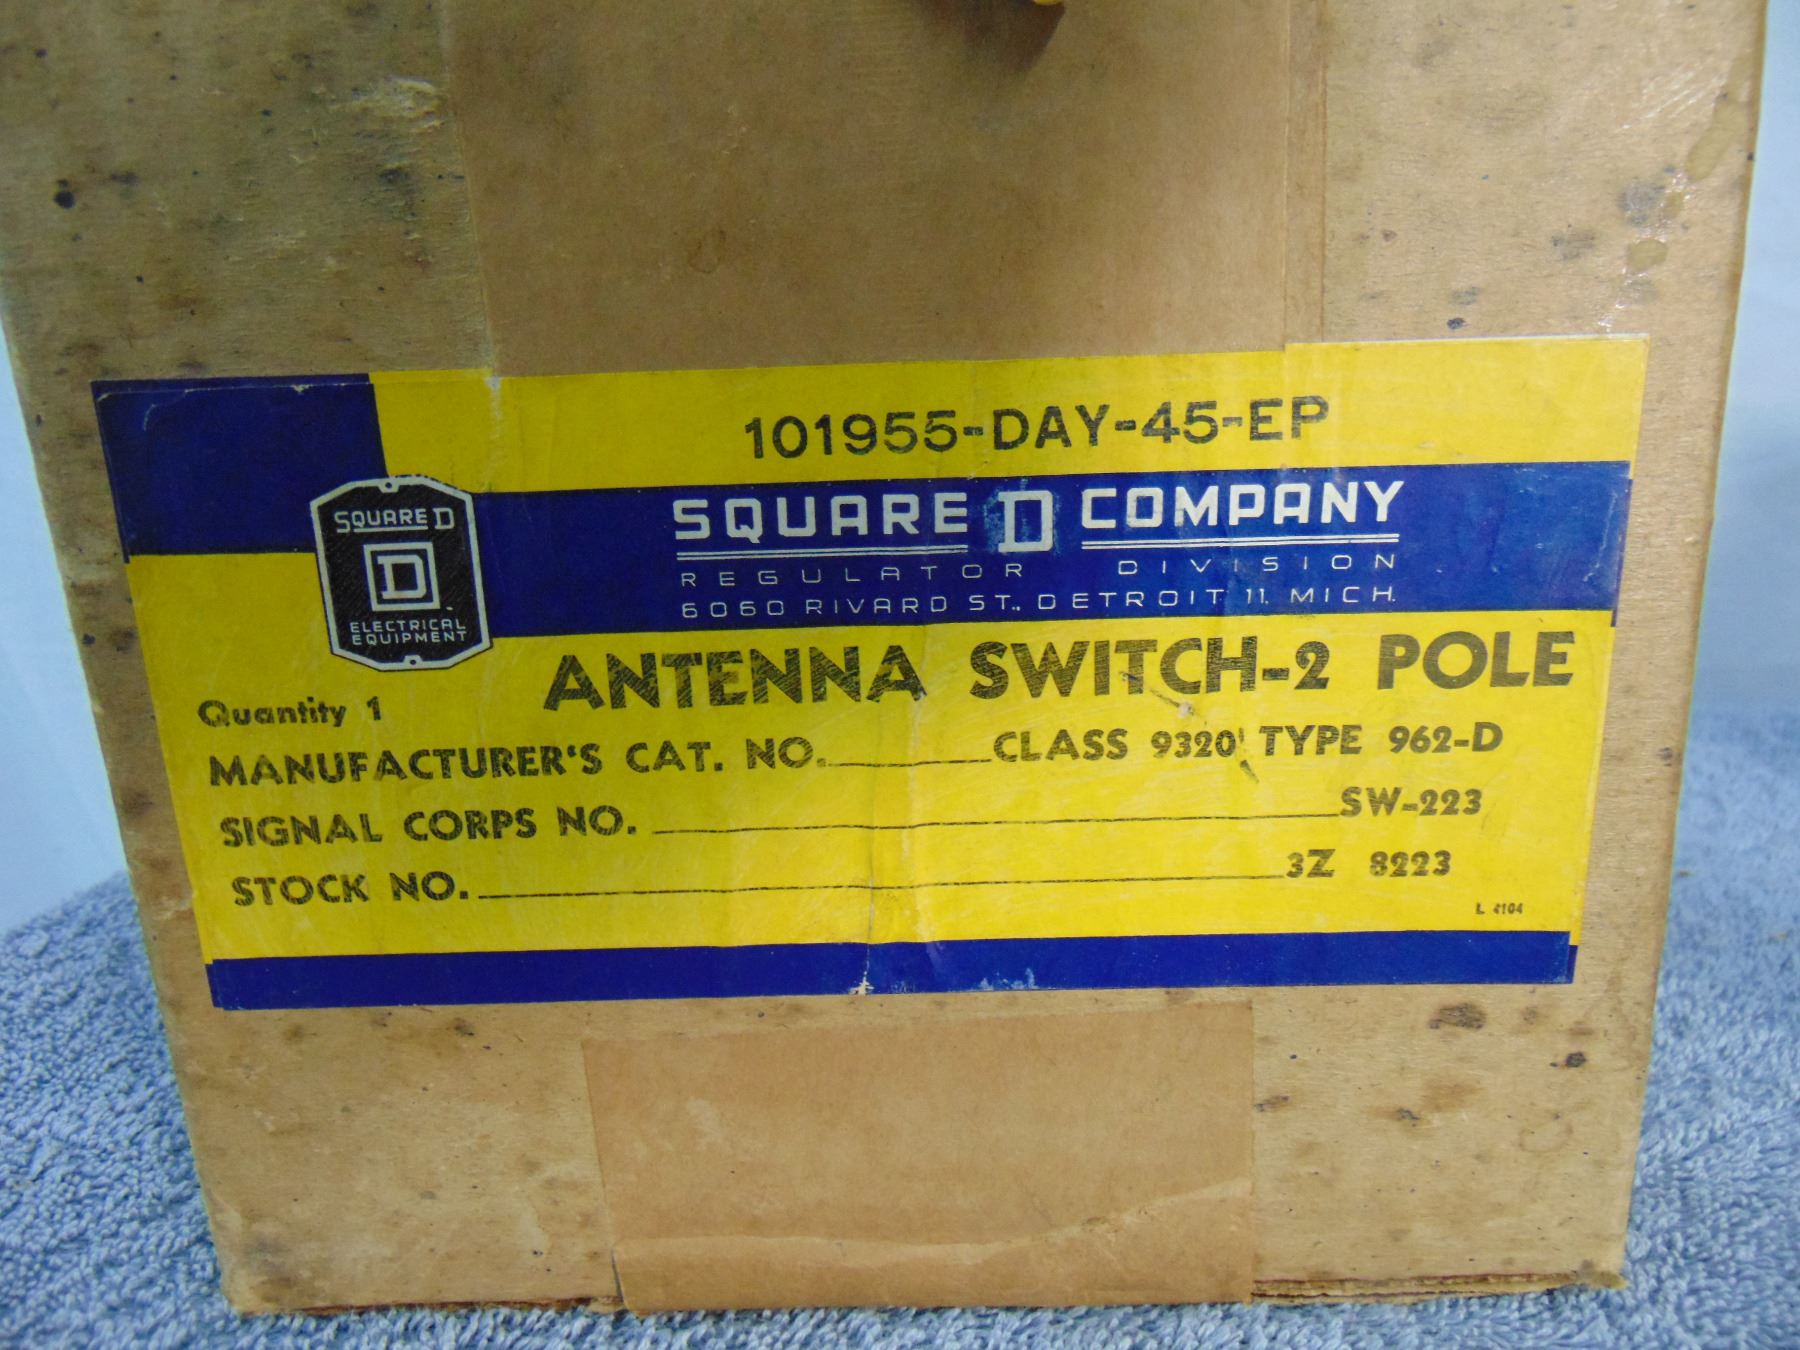 101955-DAY-45-EP
SQUARE D COMPANY
REGULATOR DIVISION
6060 RIVARD ST., DETROIT 11, MICH.
SQUARE D
D
ELECTRICAL
EQUIPMENT
ANTENNA SWITCH-2 POLE
Quantity 1
MANUFACTURER'S CAT. NO. CLASS 9320 TYPE 962-D
SIGNAL CORPS NO. SW-223
STOCK NO. 3Z 8223
L 4104